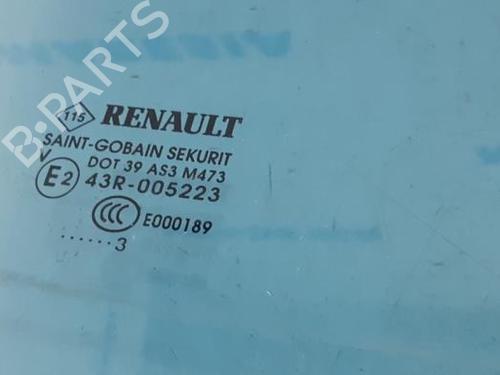 B-PARTS
115 RENAULT
SAINT-GOBAIN SEKURIT
DOT 39 AS3 M473
V
E2 43R-005223
CCC E000189
......3